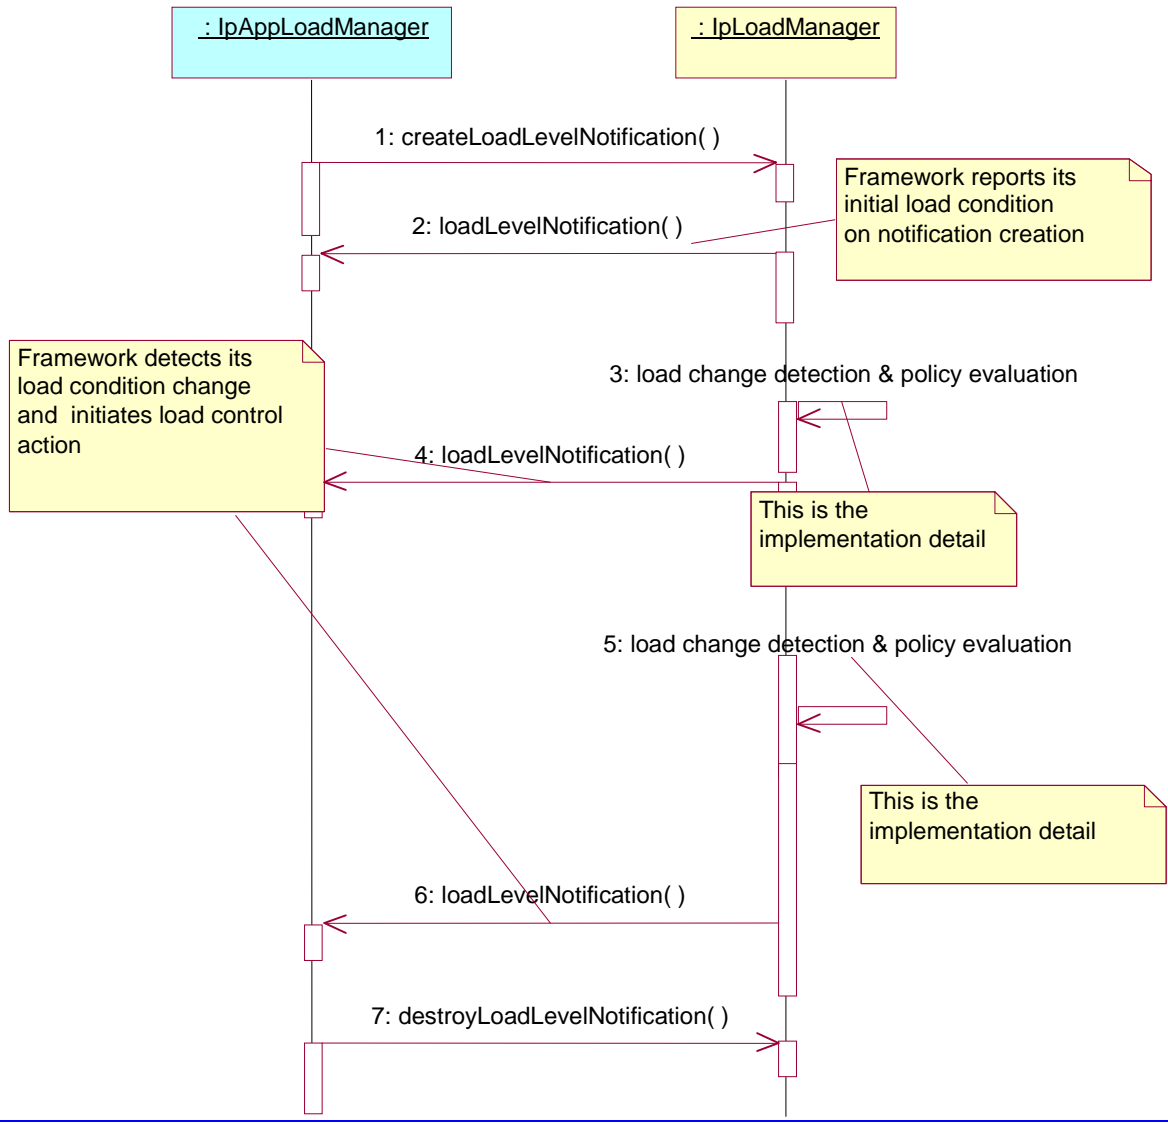 : IpAppLoadManager
: IpLoadManager
1: createLoadLevelNotification( )
Framework reports its
initial load condition
on notification creation
2: loadLevelNotification( )
Framework detects its
load condition change
and  initiates load control
action
3: load change detection & policy evaluation
4: loadLevelNotification( )
This is the
implementation detail
5: load change detection & policy evaluation
This is the
implementation detail
6: loadLevelNotification( )
7: destroyLoadLevelNotification( )